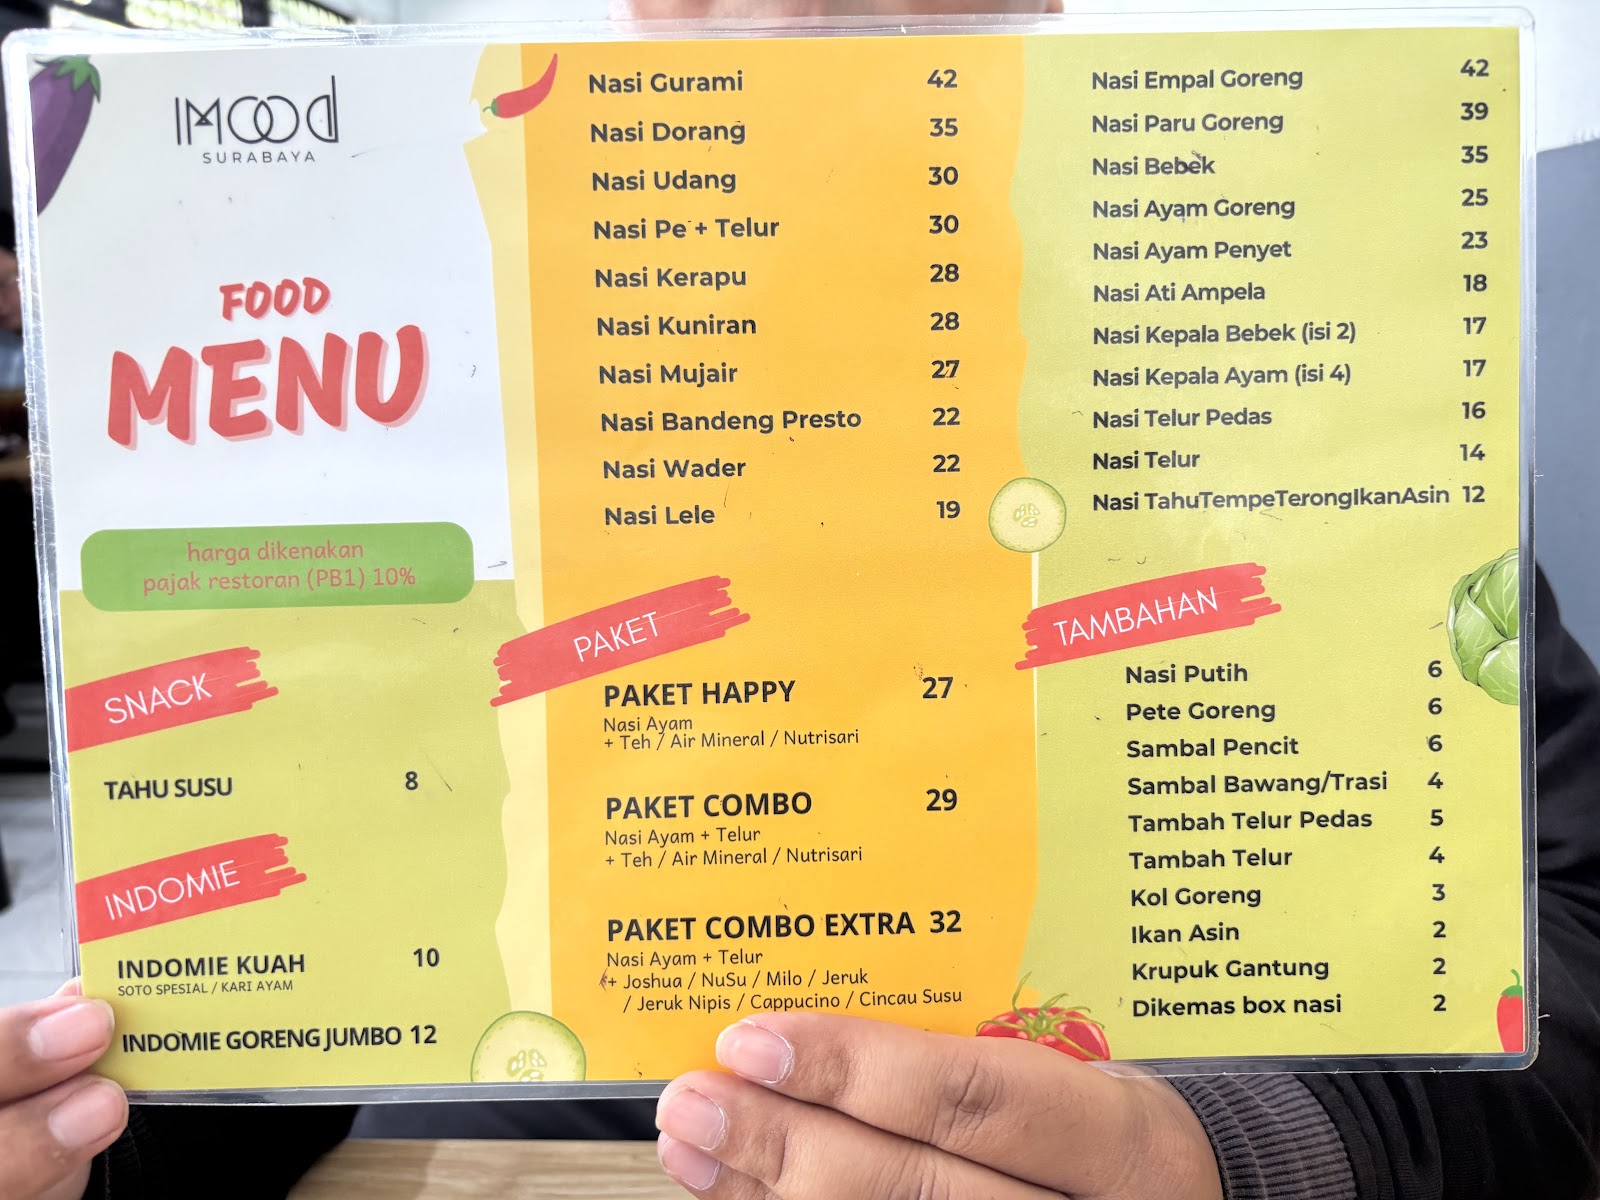 IMOOd
SURABAYA
FOOD
MENU
harga dikenakan
pajak restoran (PB1) 10%
SNACK
TAHU SUSU 8
INDOMIE
INDOMIE KUAH 10
SOTO SPESIAL / KARI AYAM
INDOMIE GORENG JUMBO 12
Nasi Gurami 42
Nasi Dorang 35
Nasi Udang 30
Nasi Pe + Telur 30
Nasi Kerapu 28
Nasi Kuniran 28
Nasi Mujair 27
Nasi Bandeng Presto 22
Nasi Wader 22
Nasi Lele 19
PAKET
PAKET HAPPY 27
Nasi Ayam
+ Teh / Air Mineral / Nutrisari
PAKET COMBO 29
Nasi Ayam + Telur
+ Teh / Air Mineral / Nutrisari
PAKET COMBO EXTRA 32
Nasi Ayam + Telur
+ Joshua / NuSu / Milo / Jeruk
/ Jeruk Nipis / Cappucino / Cincau Susu
Nasi Empal Goreng 42
Nasi Paru Goreng 39
Nasi Bebek 35
Nasi Ayam Goreng 25
Nasi Ayam Penyet 23
Nasi Ati Ampela 18
Nasi Kepala Bebek (isi 2) 17
Nasi Kepala Ayam (isi 4) 17
Nasi Telur Pedas 16
Nasi Telur 14
Nasi TahuTempeTerongIkanAsin 12
TAMBAHAN
Nasi Putih 6
Pete Goreng 6
Sambal Pencit 6
Sambal Bawang/Trasi 4
Tambah Telur Pedas 5
Tambah Telur 4
Kol Goreng 3
Ikan Asin 2
Krupuk Gantung 2
Dikemas box nasi 2